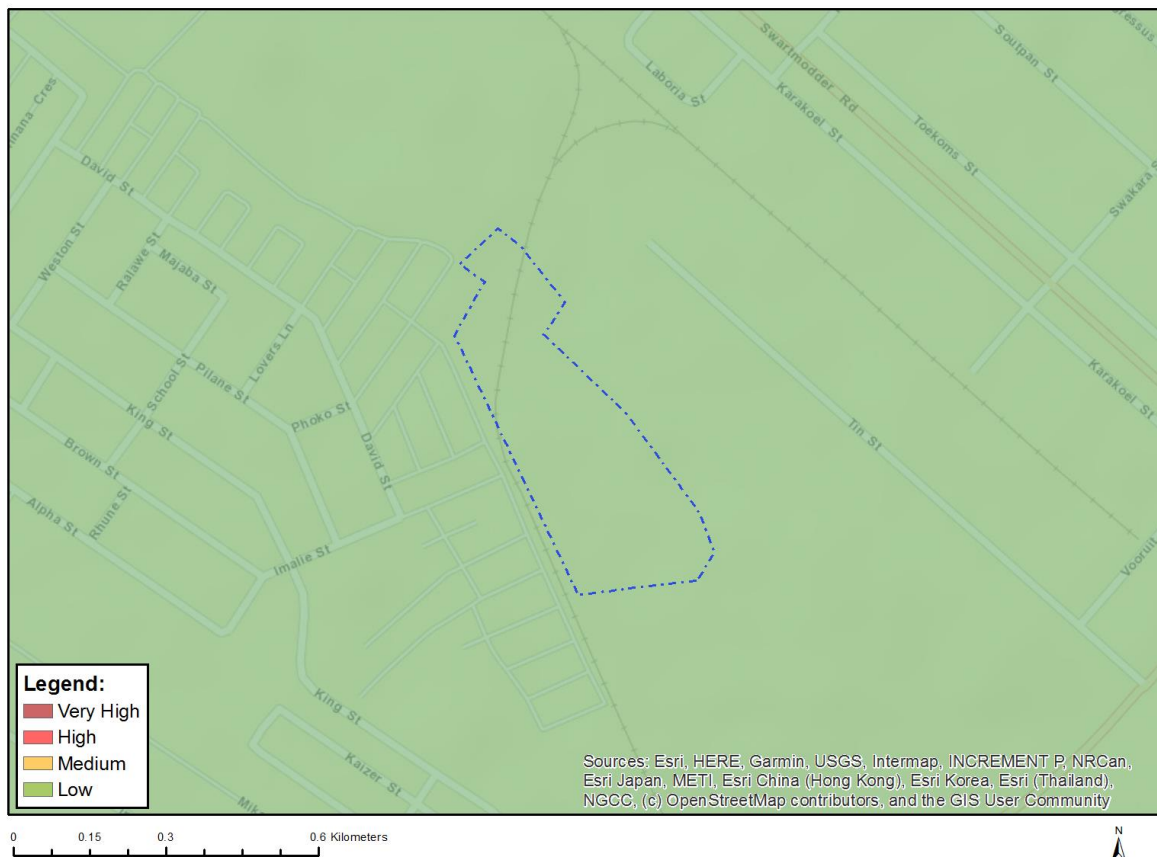 Laboria St
Swartmodder Rd
Karakoel St
Soutpan St
Toekoms St
Swakara S
David St
Weston St
Ralawe St
Majaba St
Lovers Ln
School St
Pilane St
Phoko St
King St
Brown St
Rhune St
Alpha St
David St
Imalie St
Tin St
Karakoel St
Vooruit
King St
Kaizer St
Legend:
Very High
High
Medium
Low
Sources: Esri, HERE, Garmin, USGS, Intermap, INCREMENT P, NRCan,
Esri Japan, METI, Esri China (Hong Kong), Esri Korea, Esri (Thailand),
NGCC, (c) OpenStreetMap contributors, and the GIS User Community
0 0.15 0.3 0.6 Kilometers
N